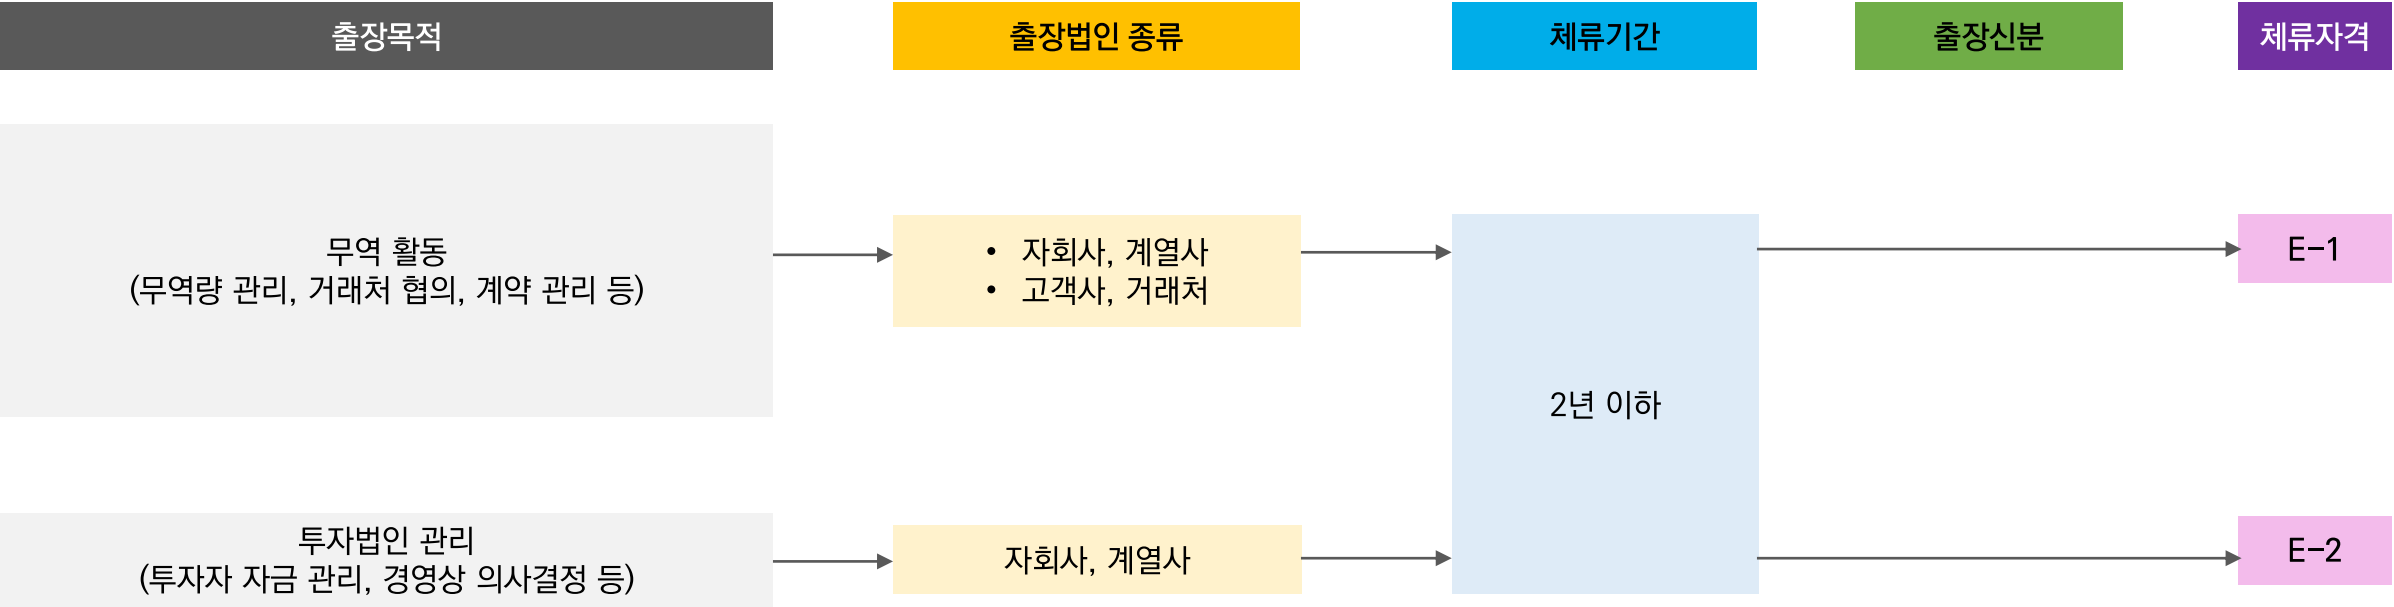 출장목적
출장법인 종류
체류기간
출장신분
체류자격
무역 활동
(무역량 관리, 거래처 협의, 계약 관리 등)
• 자회사, 계열사
• 고객사, 거래처
2년 이하
E-1
투자법인 관리
(투자자 자금 관리, 경영상 의사결정 등)
자회사, 계열사
E-2